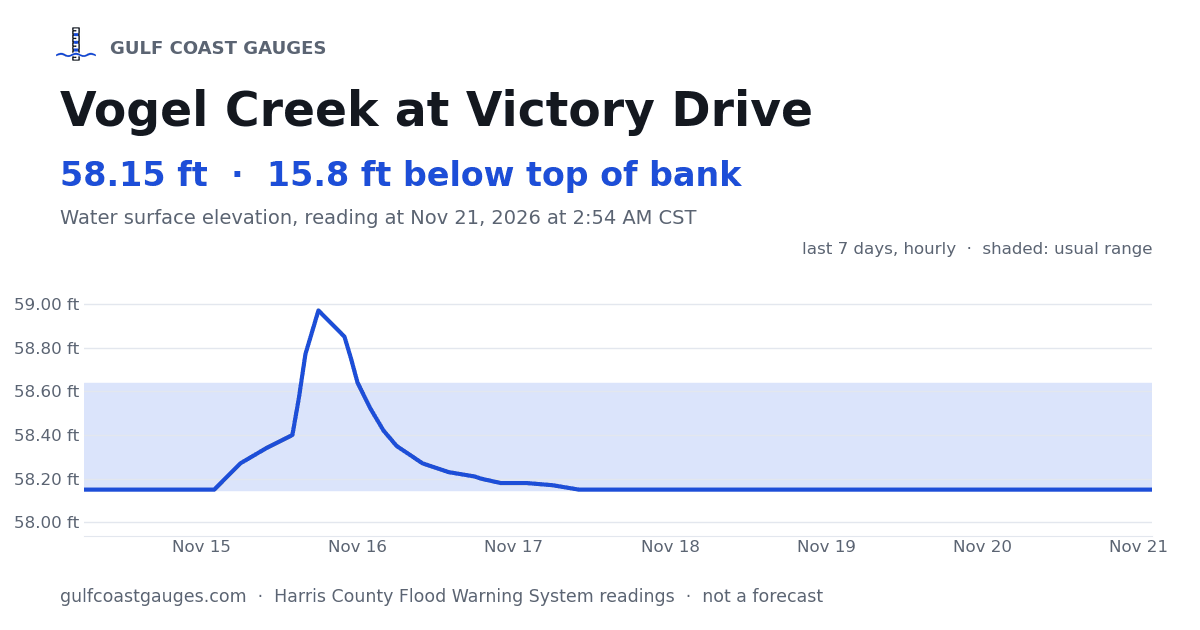 GULF COAST GAUGES
Vogel Creek at Victory Drive
58.15 ft · 15.8 ft below top of bank
Water surface elevation, reading at Nov 21, 2026 at 2:54 AM CST
last 7 days, hourly · shaded: usual range
59.00 ft
58.80 ft
58.60 ft
58.40 ft
58.20 ft
58.00 ft
Nov 15 Nov 16 Nov 17 Nov 18 Nov 19 Nov 20 Nov 21
gulfcoastgauges.com · Harris County Flood Warning System readings · not a forecast